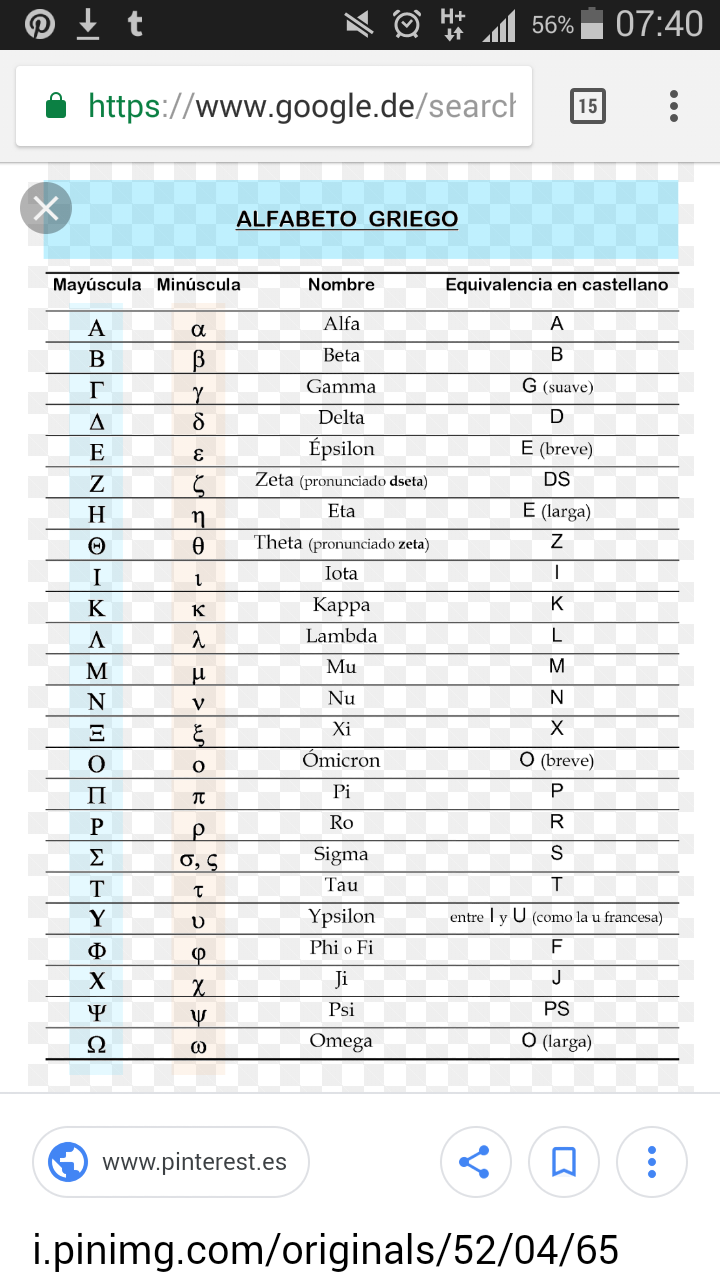 56% 07:40
https://www.google.de/search
15
ALFABETO GRIEGO
Mayúscula Minúscula Nombre Equivalencia en castellano
Α α Alfa A
Β β Beta B
Γ γ Gamma G (suave)
Δ δ Delta D
Ε ε Épsilon E (breve)
Ζ ζ Zeta (pronunciado dseta) DS
Η η Eta E (larga)
Θ θ Theta (pronunciado zeta) Z
Ι ι Iota I
Κ κ Kappa K
Λ λ Lambda L
Μ μ Mu M
Ν ν Nu N
Ξ ξ Xi X
Ο ο Ómicron O (breve)
Π π Pi P
Ρ ρ Ro R
Σ σ, ς Sigma S
Τ τ Tau T
Υ υ Ypsilon entre I y U (como la u francesa)
Φ φ Phi o Fi F
Χ χ Ji J
Ψ ψ Psi PS
Ω ω Omega O (larga)
www.pinterest.es
i.pinimg.com/originals/52/04/65